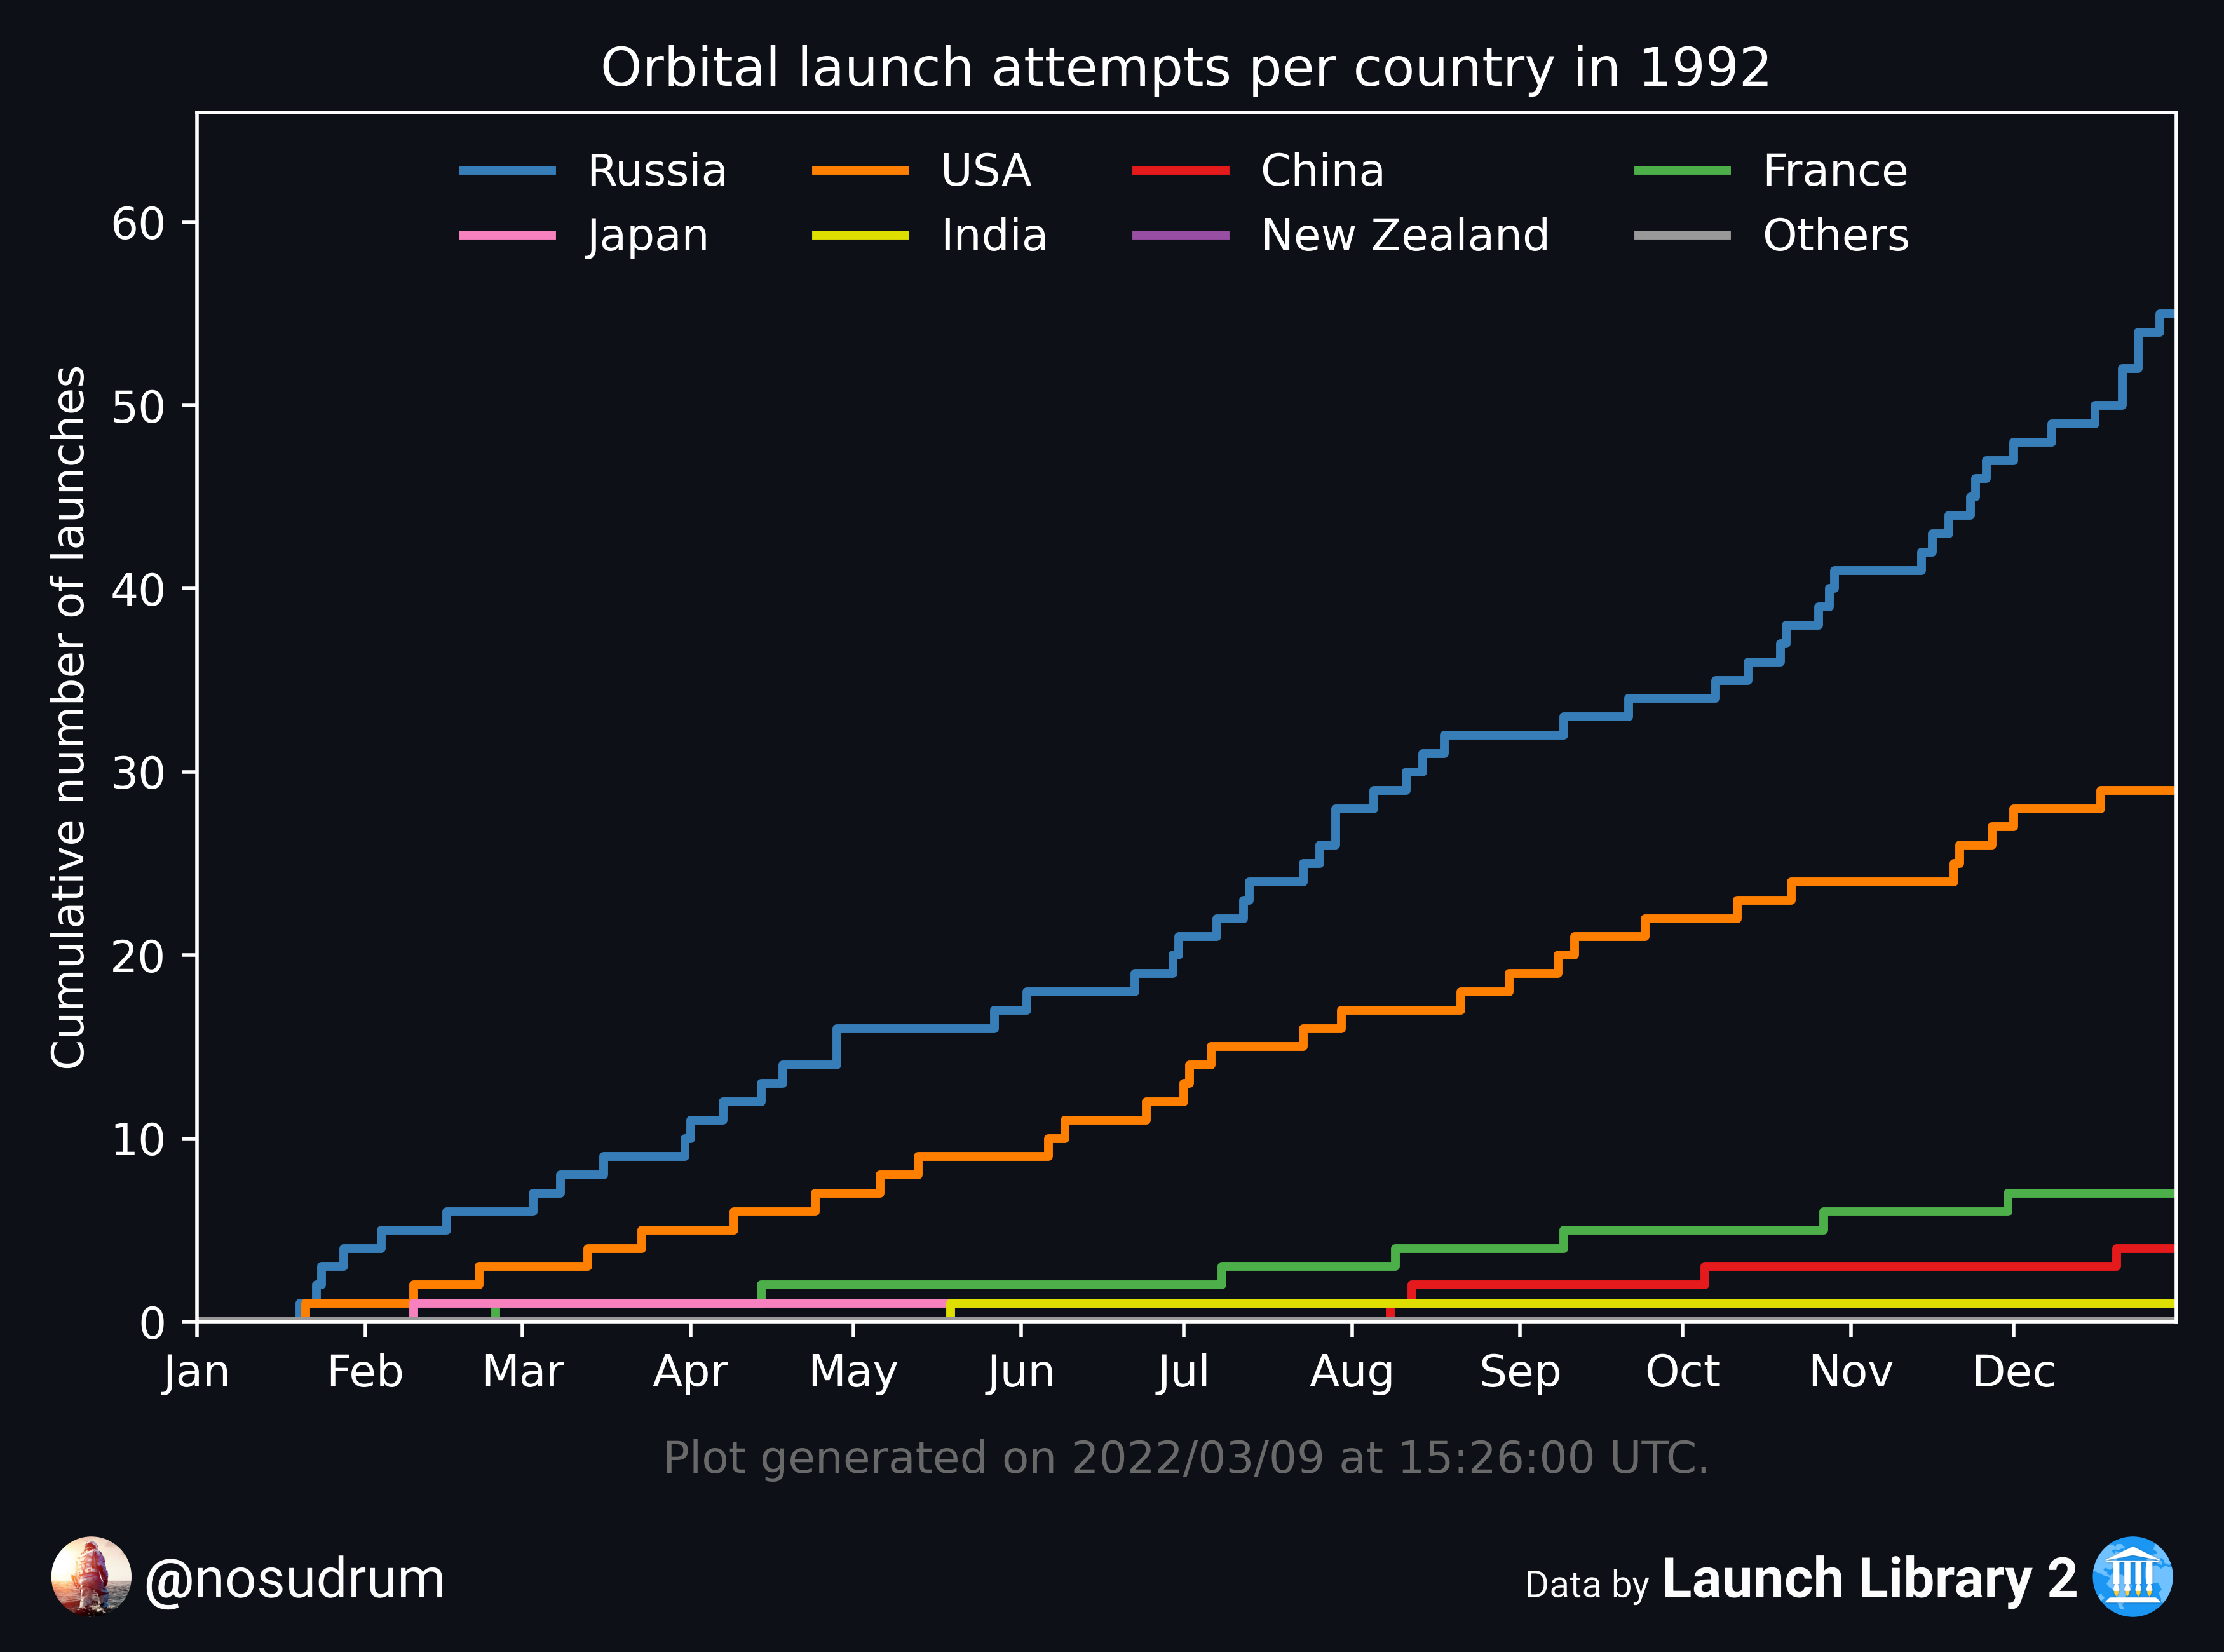 Orbital launch attempts per country in 1992
Russia USA China France
Japan India New Zealand Others
Cumulative number of launches
60
50
40
30
20
10
0
Jan Feb Mar Apr May Jun Jul Aug Sep Oct Nov Dec
Plot generated on 2022/03/09 at 15:26:00 UTC.
@nosudrum
Data by Launch Library 2